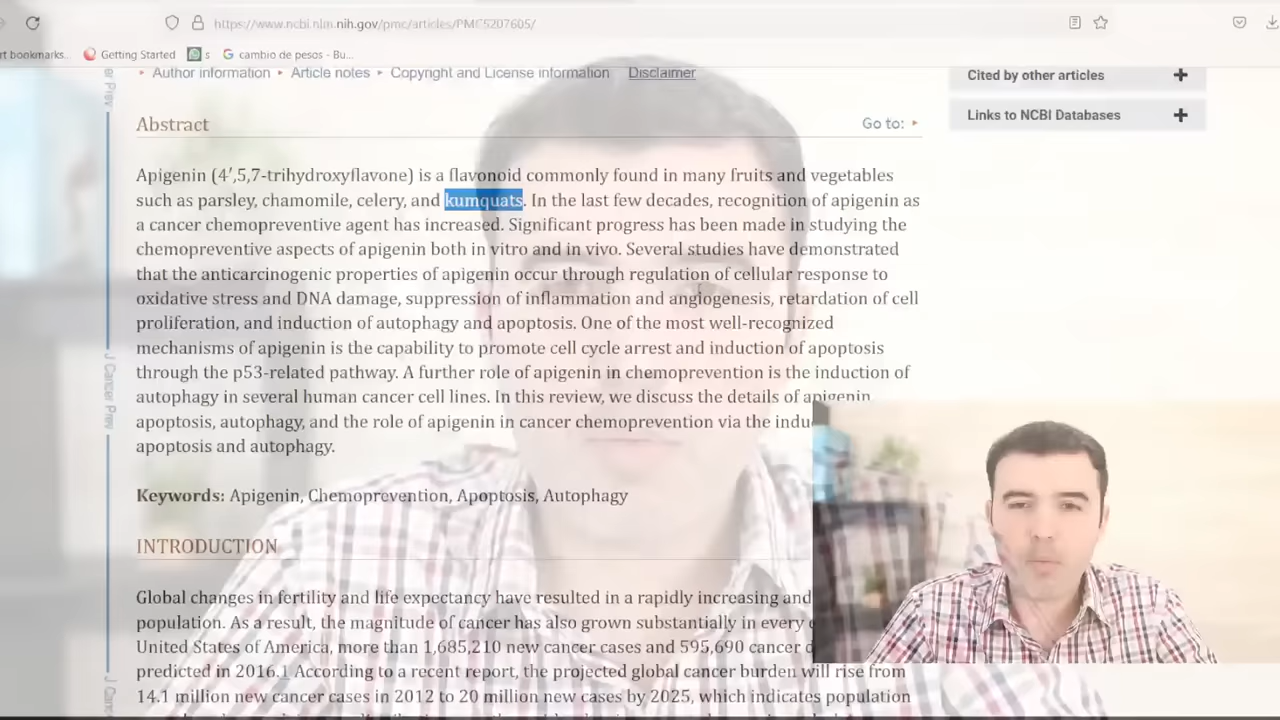 https://www.ncbi.nlm.nih.gov/pmc/articles/PMC5207605/
rt bookmarks.. Getting Started s cambio de pesos - Bu...
Author information Article notes Copyright and License information Disclaimer
Cited by other articles
Links to NCBI Databases
Abstract
Go to:
Apigenin (4′,5,7-trihydroxyflavone) is a flavonoid commonly found in many fruits and vegetables
such as parsley, chamomile, celery, and kumquats. In the last few decades, recognition of apigenin as
a cancer chemopreventive agent has increased. Significant progress has been made in studying the
chemopreventive aspects of apigenin both in vitro and in vivo. Several studies have demonstrated
that the anticarcinogenic properties of apigenin occur through regulation of cellular response to
oxidative stress and DNA damage, suppression of inflammation and angiogenesis, retardation of cell
proliferation, and induction of autophagy and apoptosis. One of the most well-recognized
mechanisms of apigenin is the capability to promote cell cycle arrest and induction of apoptosis
through the p53-related pathway. A further role of apigenin in chemoprevention is the induction of
autophagy in several human cancer cell lines. In this review, we discuss the details of apigenin,
apoptosis, autophagy, and the role of apigenin in cancer chemoprevention via the indu
apoptosis and autophagy.
Keywords: Apigenin, Chemoprevention, Apoptosis, Autophagy
INTRODUCTION
Global changes in fertility and life expectancy have resulted in a rapidly increasing and
population. As a result, the magnitude of cancer has also grown substantially in every
United States of America, more than 1,685,210 new cancer cases and 595,690 cancer d
predicted in 2016.1 According to a recent report, the projected global cancer burden will rise from
14.1 million new cancer cases in 2012 to 20 million new cases by 2025, which indicates population
er Prev
J Cancer Prev
J Canc